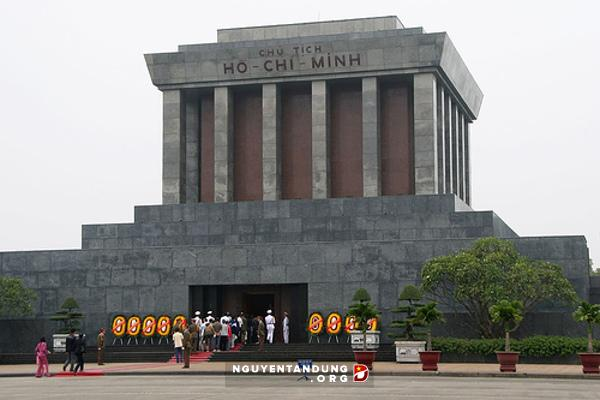 CHỦ TỊCH
HỒ-CHÍ-MINH
NGUYENTANDUNG
.ORG